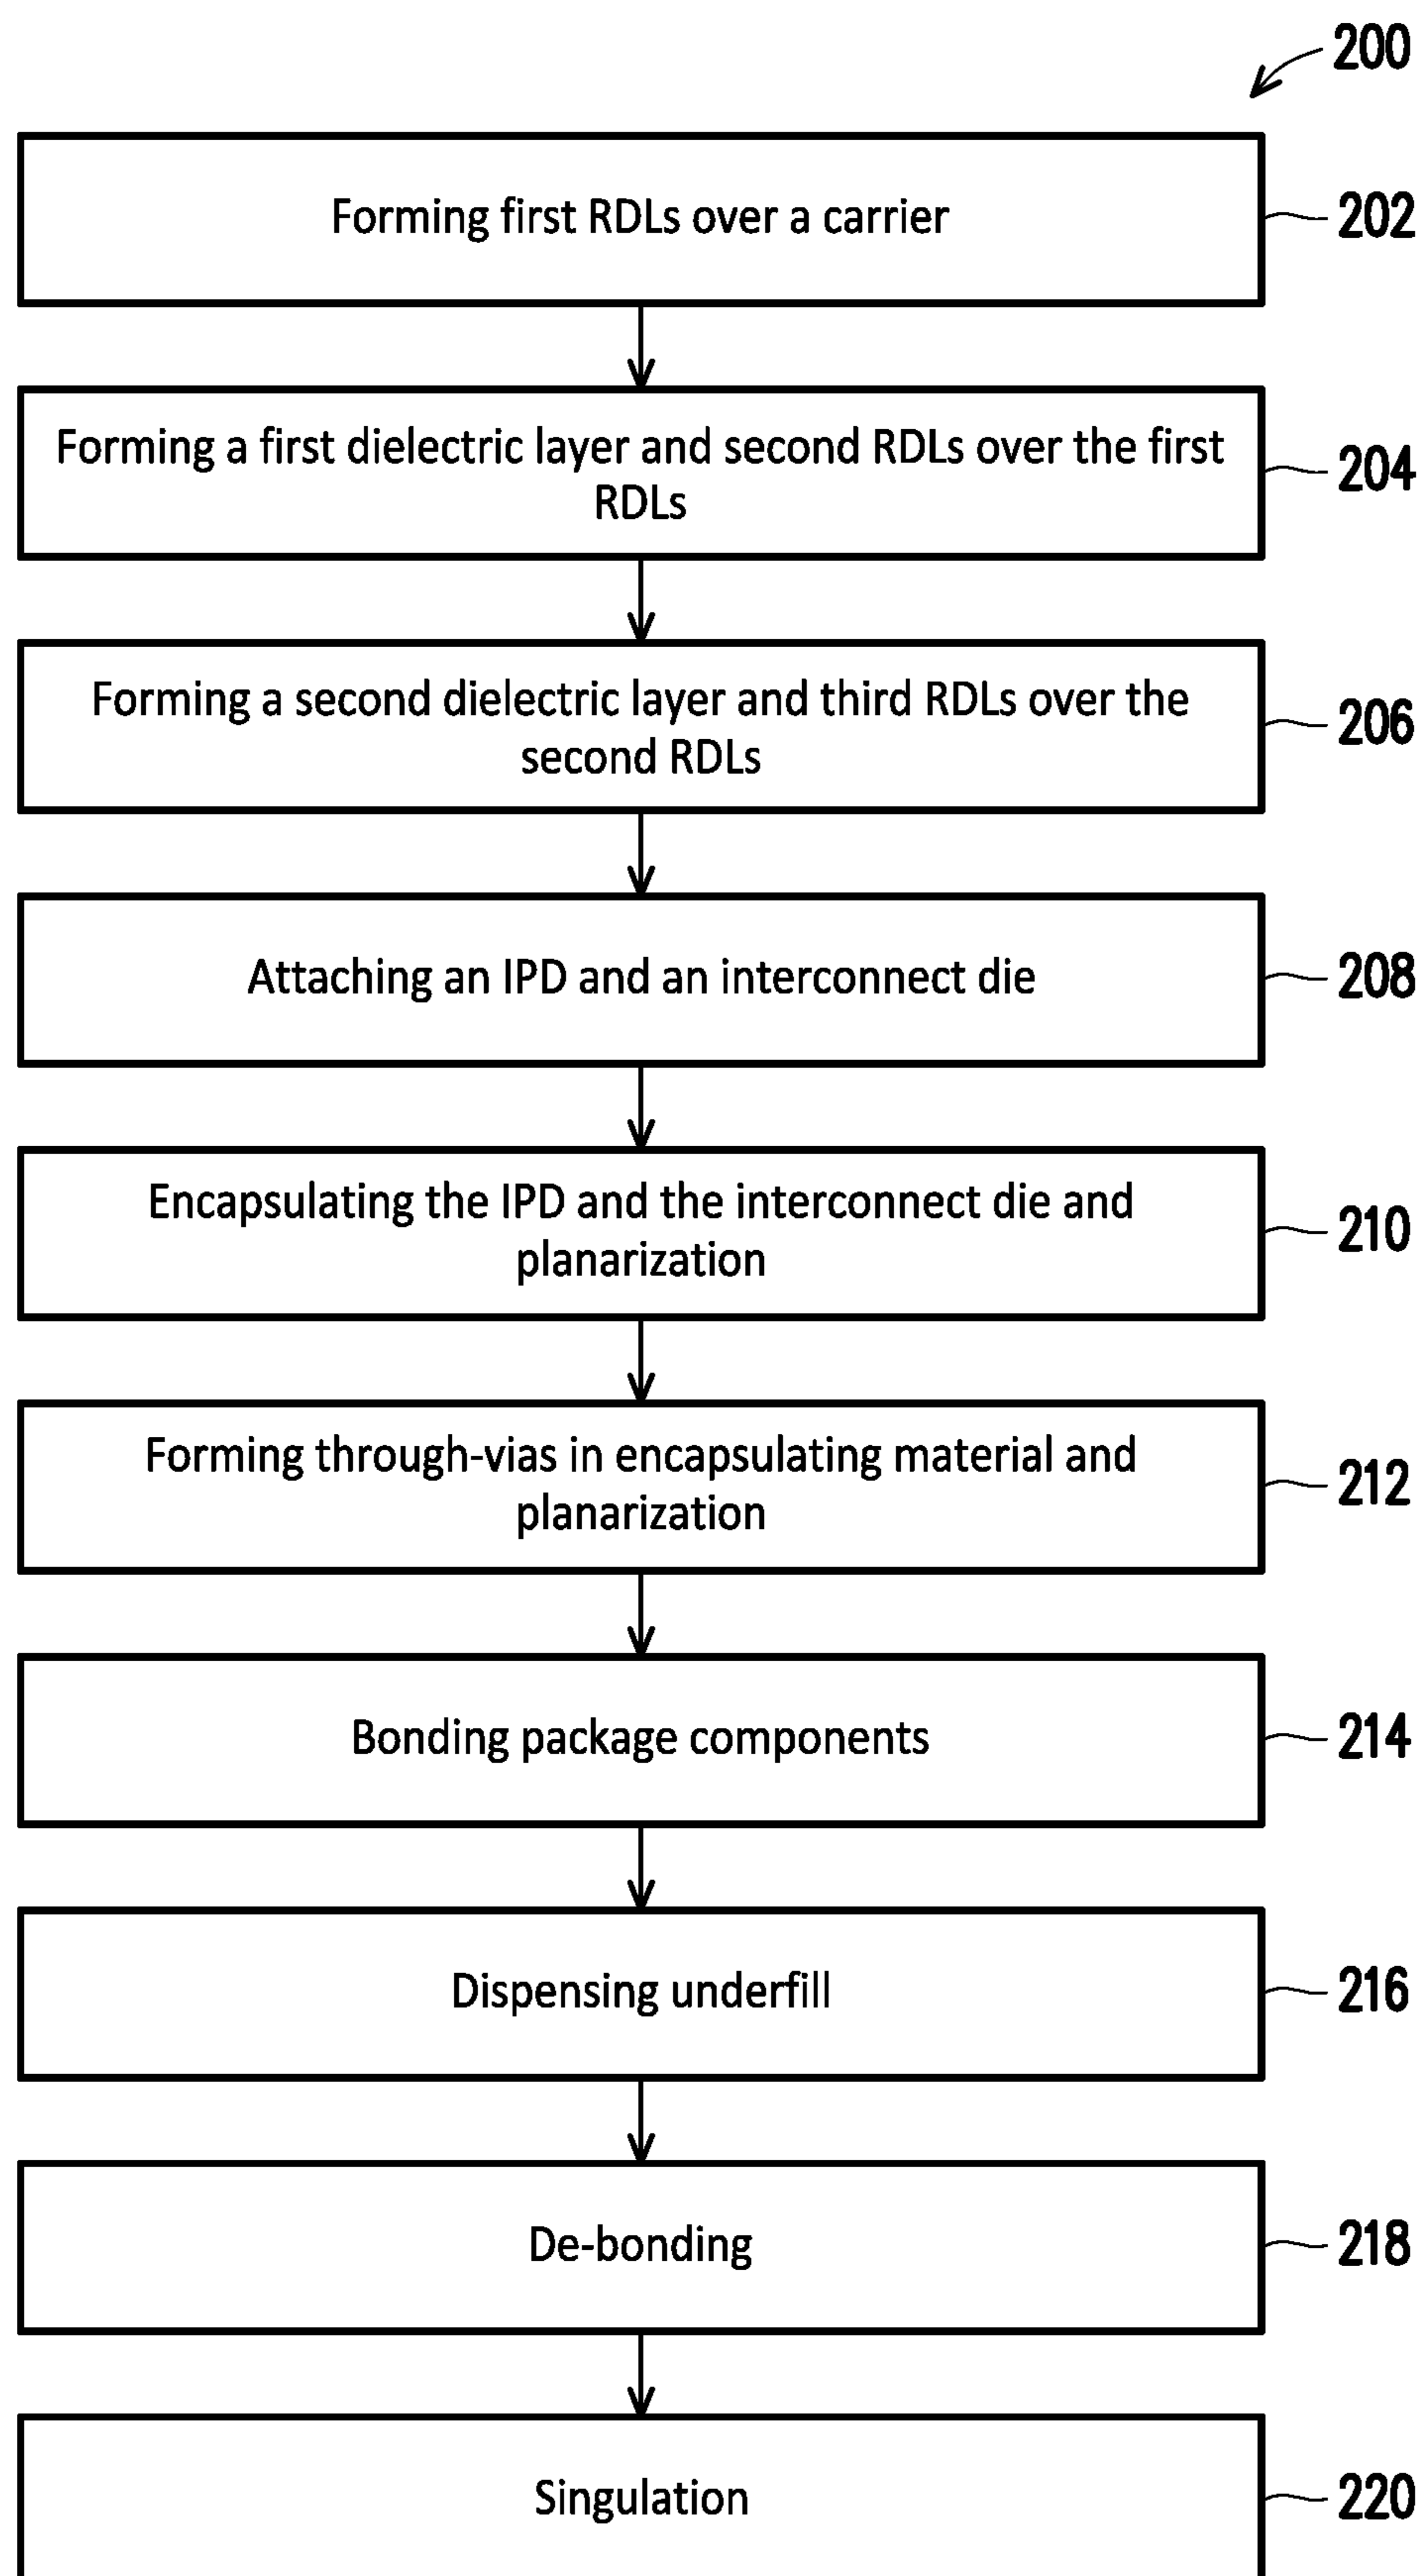 200
Forming first RDLs over a carrier
202
Forming a first dielectric layer and second RDLs over the first
RDLs
204
Forming a second dielectric layer and third RDLs over the
second RDLs
206
Attaching an IPD and an interconnect die
208
Encapsulating the IPD and the interconnect die and
planarization
210
Forming through-vias in encapsulating material and
planarization
212
Bonding package components
214
Dispensing underfill
216
De-bonding
218
Singulation
220